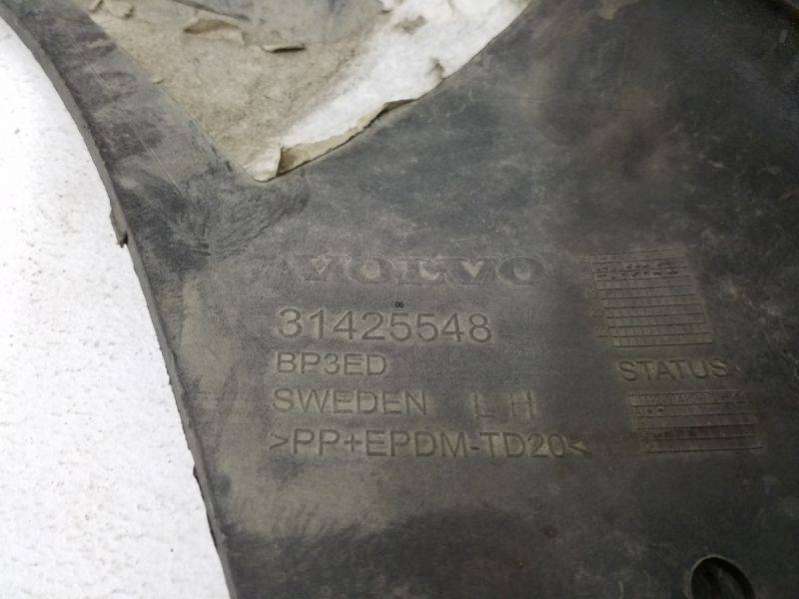 VOLVO
31425548
BP3ED
SWEDEN LH
>PP+EPDM-TD20<
STATUS